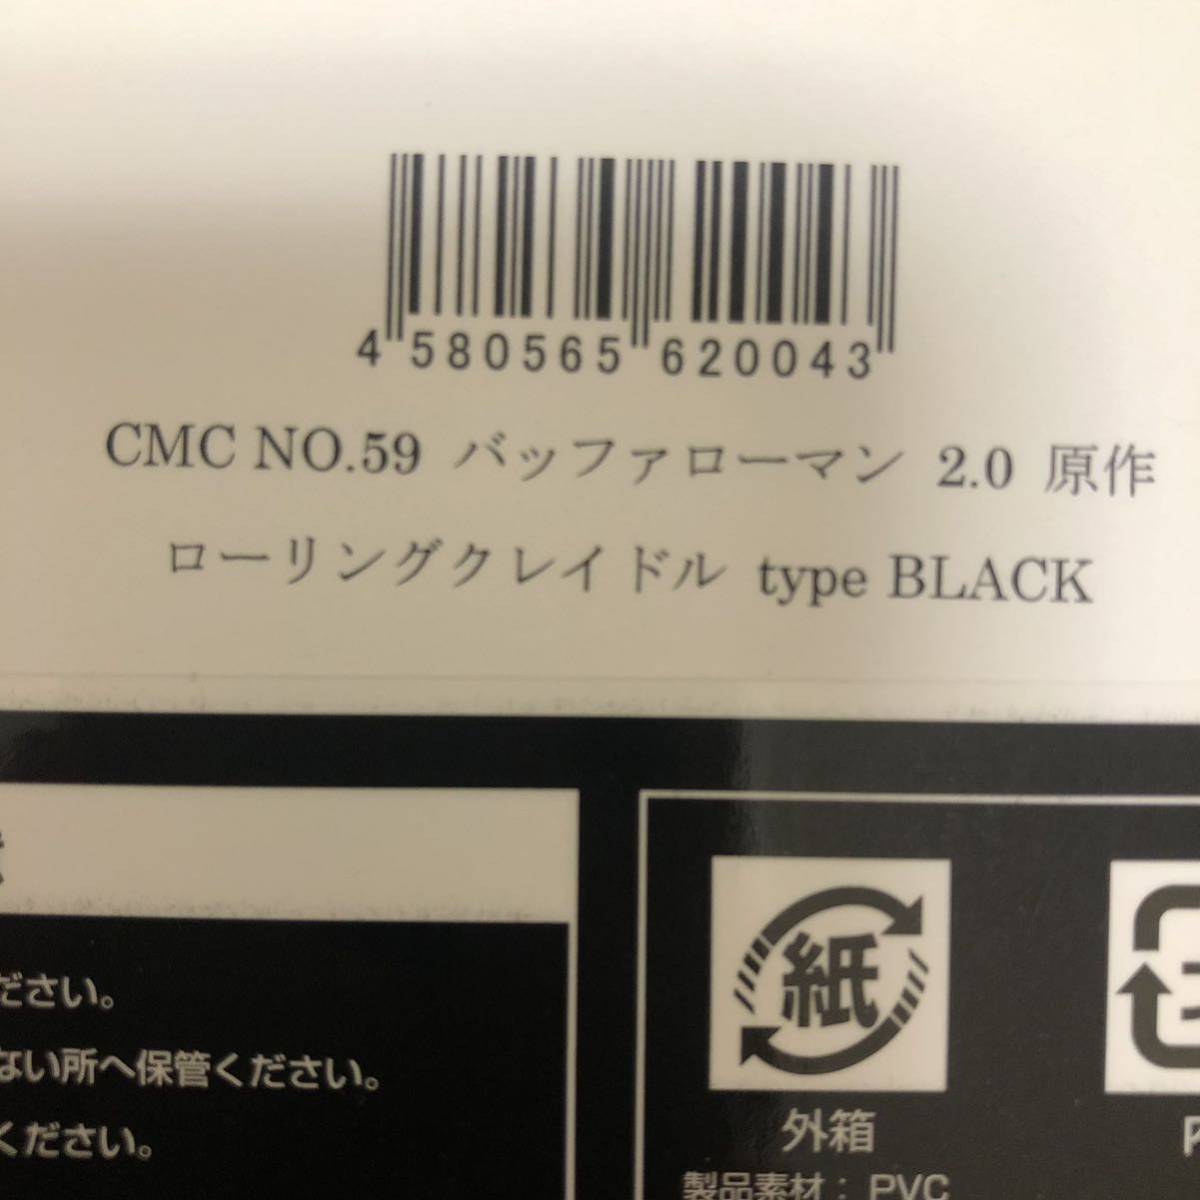 4 580565 620043
CMC NO.59 バッファローマン 2.0 原作
ローリングクレイドル type BLACK
ださい。
ない所へ保管ください。
ください。
紙
外箱
製品素材：PVC